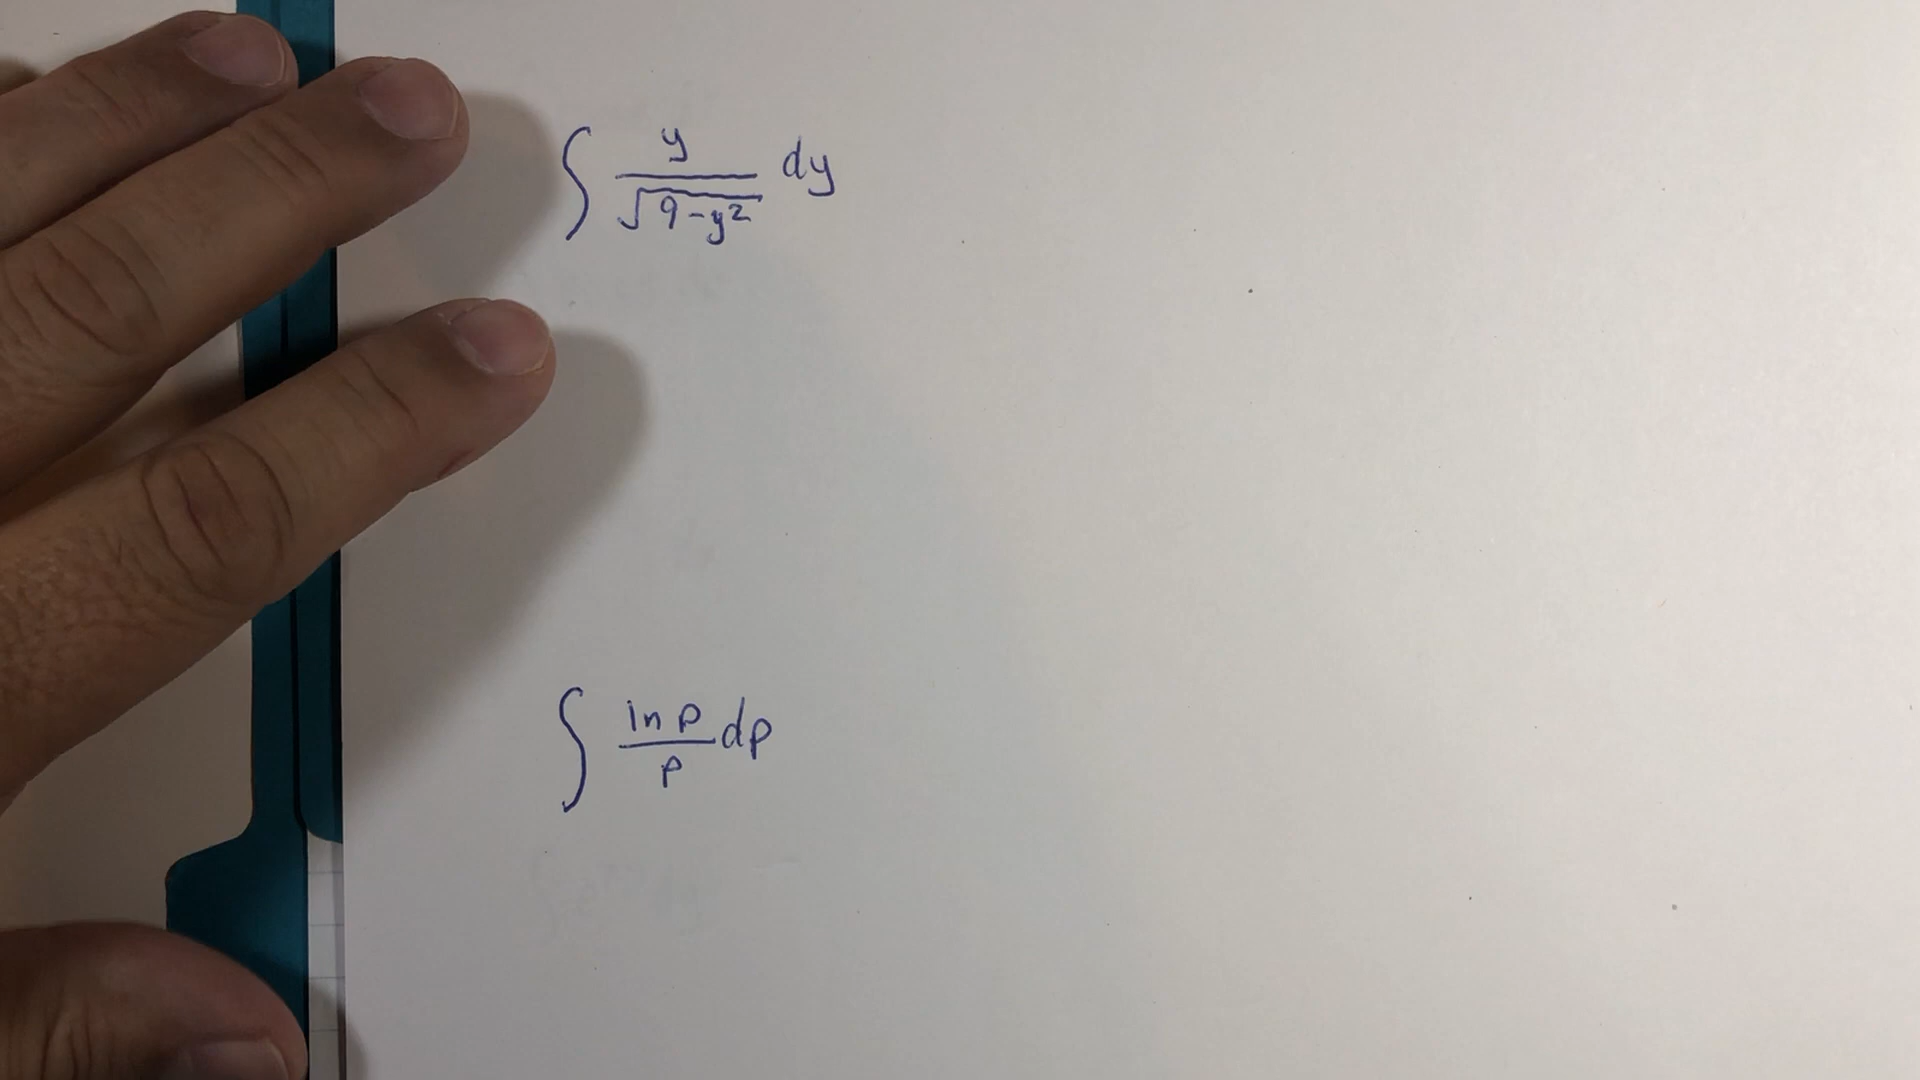 ∫ y/√(9-y²) dy
∫ ln p/p dp